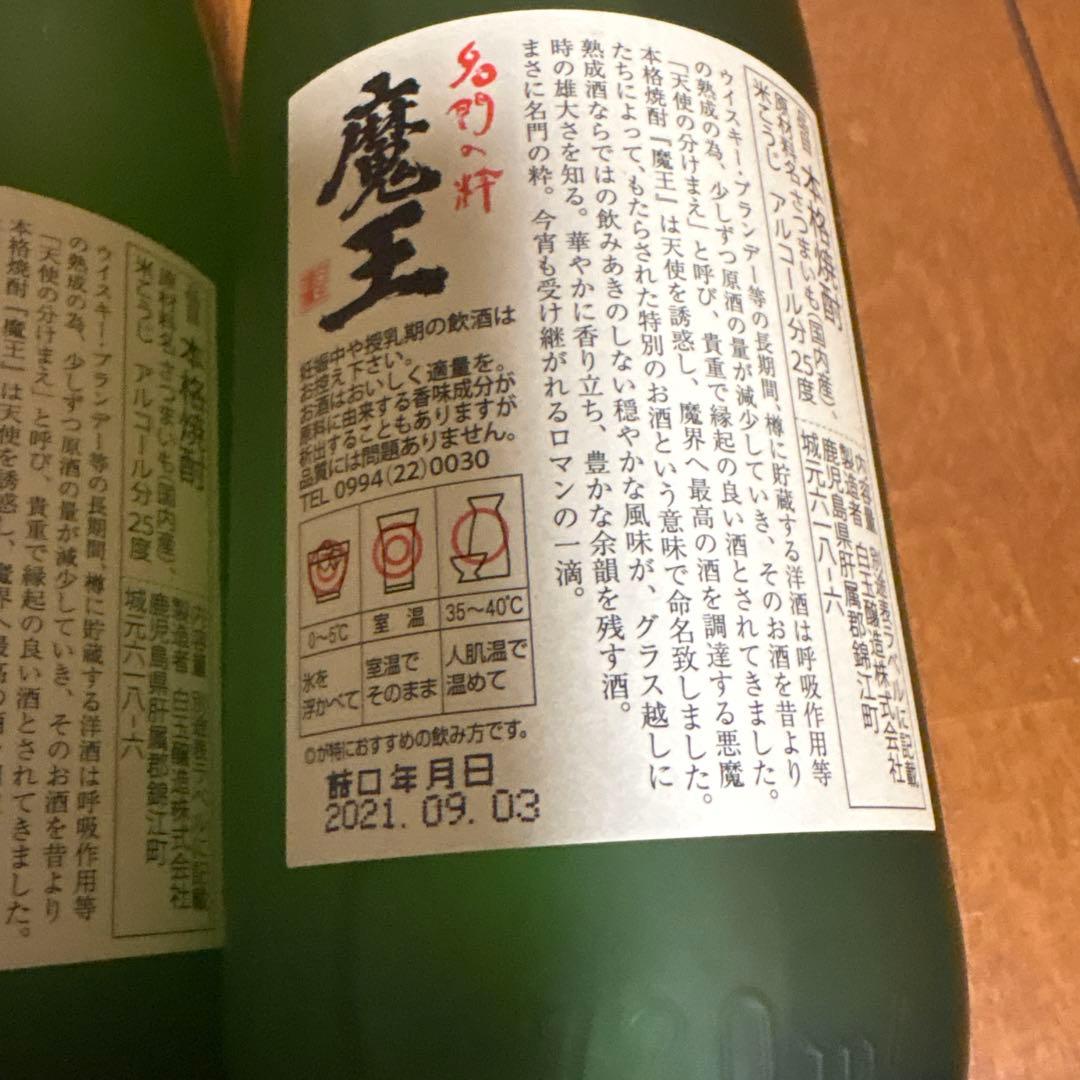 品目 本格焼酎
原材料名 さつまいも(国内産)、
米こうじ アルコール分25度
内容量 別途表ラベルに記載
製造者 白玉醸造株式会社
鹿児島県肝属郡錦江町
城元六一八ー六
ウイスキー・ブランデー等の長期間、樽に貯蔵する洋酒は呼吸作用等
の熟成の為、少しずつ原酒の量が減少していき、そのお酒を昔より
「天使の分けまえ」と呼び、貴重で縁起の良い酒とされてきました。
本格焼酎『魔王』は天使を誘惑し、魔界へ最高の酒を調達する悪魔
たちによって、もたらされた特別のお酒という意味で命名致しました。
熟成酒ならではの飲みあきのしない穏やかな風味が、グラス越しに
時の雄大さを知る。華やかに香り立ち、豊かな余韻を残す酒。
まさに名門の粋。今宵も受け継がれるロマンの一滴。
名門の粋
魔王
妊娠中や授乳期の飲酒は
お控え下さい。
お酒はおいしく適量を。
原料に由来する香味成分が
新出することもありますが
品質には問題ありません。
TEL 0994(22)0030
0〜5℃
室温
35〜40℃
氷を
浮かべて
室温で
そのまま
人肌温で
温めて
◎が特におすすめの飲み方です。
詰口年月日
2021.09.03
本格焼酎
原材料名 さつまいも(国内産)、
米こうじ アルコール分25度
内容量 別途表ラベルに記載
製造者 白玉醸造株式会社
鹿児島県肝属郡錦江町
城元六一八ー六
ウイスキー・ブランデー等の長期間、樽に貯蔵する洋酒は呼吸作用等
の熟成の為、少しずつ原酒の量が減少していき、そのお酒を昔より
「天使の分けまえ」と呼び、貴重で縁起の良い酒とされてきました。
本格焼酎『魔王』は天使を誘惑し、魔界へ最高の